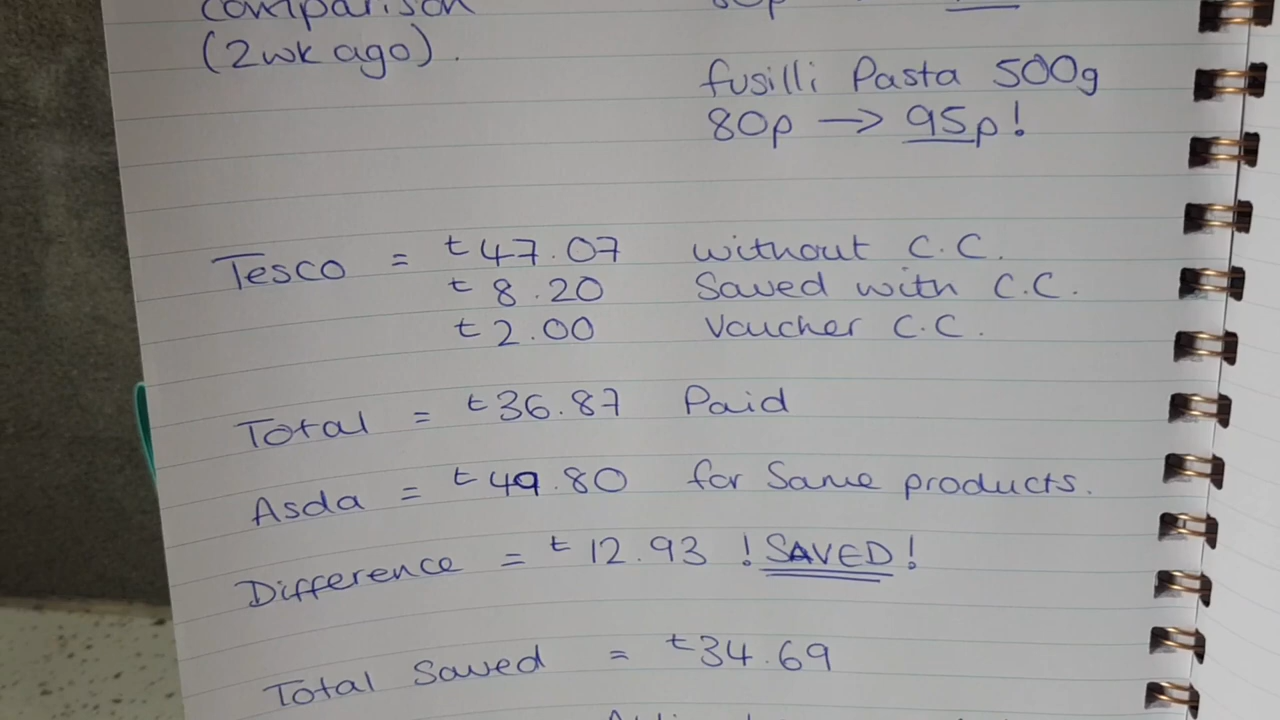 comparison
(2wk ago).
fusilli Pasta 500g
80p → 95p!
Tesco = £47.07 without C.C.
£8.20 Saved with C.C.
£2.00 Voucher C.C.
Total = £36.87 Paid
Asda = £49.80 for Same products.
Difference = £12.93 !SAVED!
Total Saved = £34.69